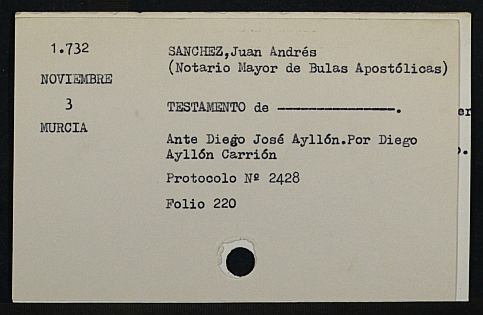 1.732
NOVIEMBRE
3
MURCIA
SANCHEZ,Juan Andrés
(Notario Mayor de Bulas Apostólicas)
TESTAMENTO de ---------------.
Ante Diego José Ayllón.Por Diego
Ayllón Carrión
Protocolo Nº 2428
Folio 220